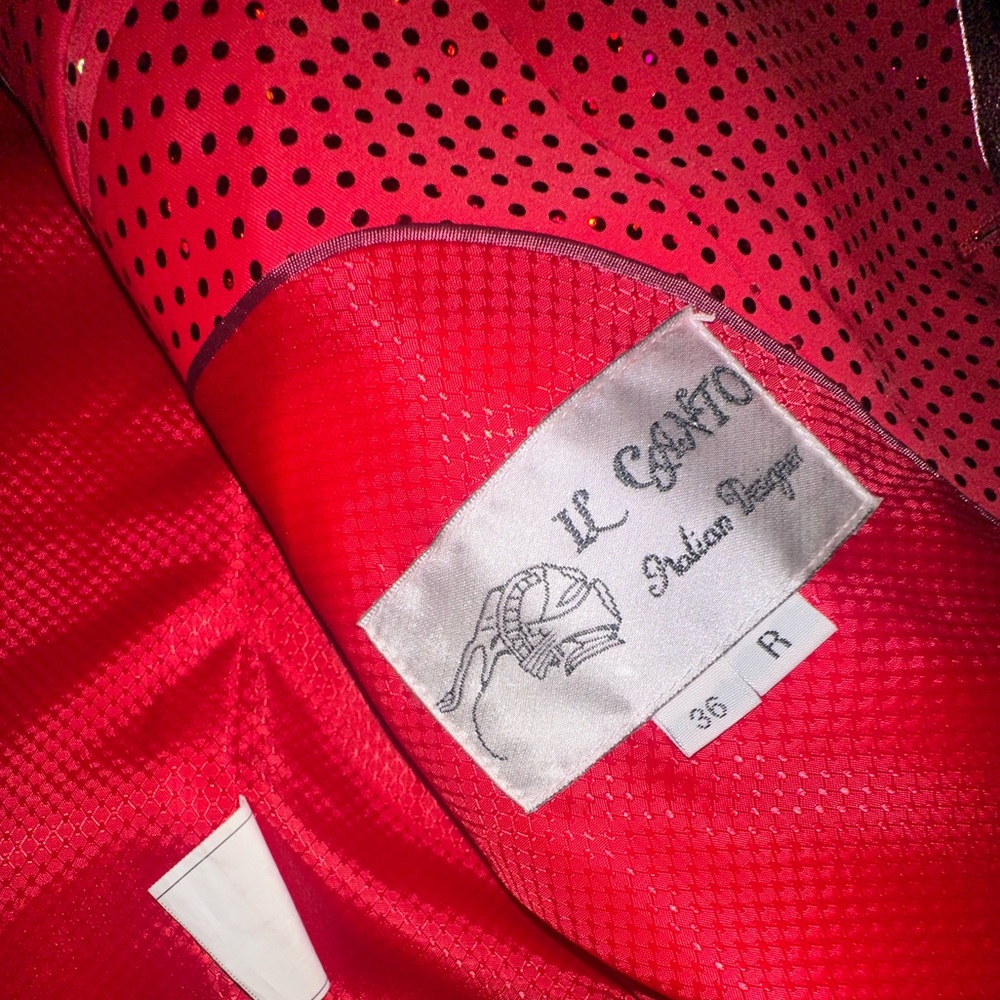 IL CANTO
Italian Designer
36
R